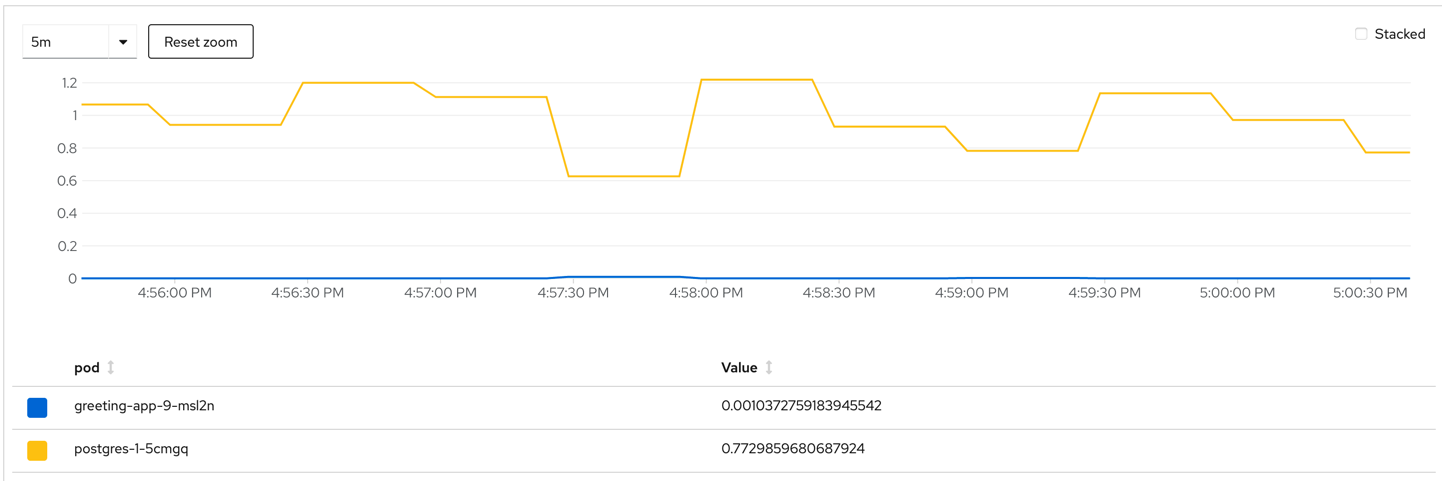 5m Reset zoom Stacked
1.2
1
0.8
0.6
0.4
0.2
0
4:56:00 PM 4:56:30 PM 4:57:00 PM 4:57:30 PM 4:58:00 PM 4:58:30 PM 4:59:00 PM 4:59:30 PM 5:00:00 PM 5:00:30 PM
pod Value
greeting-app-9-msl2n 0.0010372759183945542
postgres-1-5cmgq 0.7729859680687924